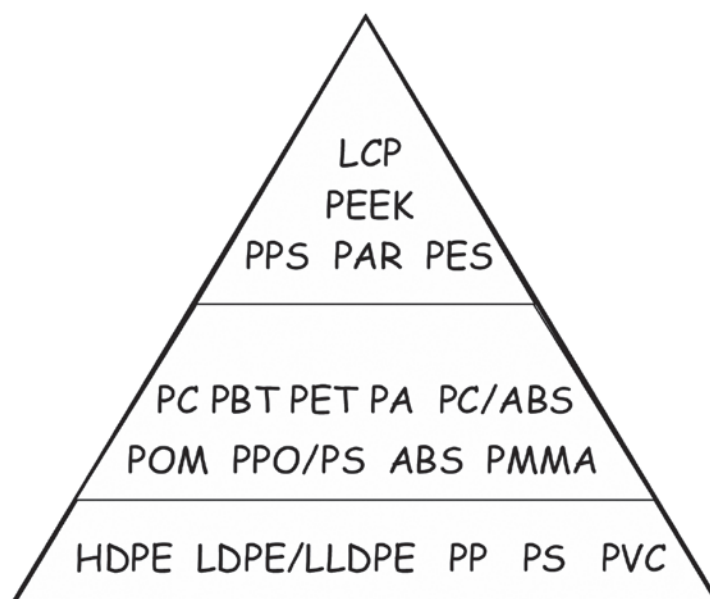 LCP
PEEK
PPS PAR PES
PC PBT PET PA PC/ABS
POM PPO/PS ABS PMMA
HDPE LDPE/LLDPE PP PS PVC